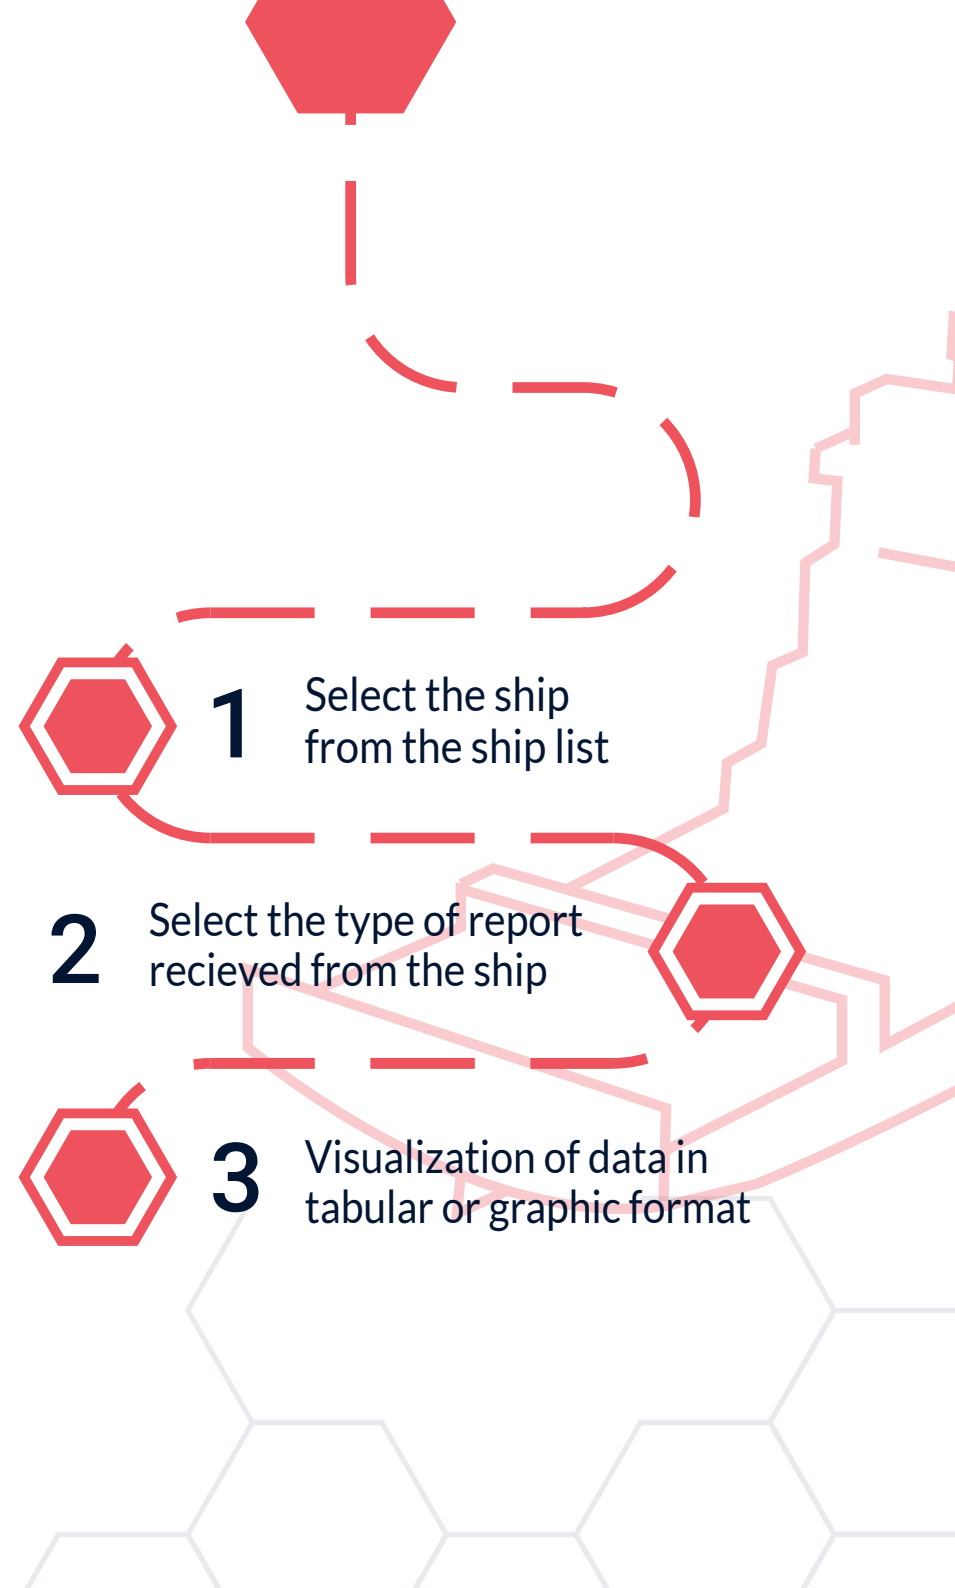 1
Select the ship
from the ship list
2
Select the type of report
recieved from the ship
3
Visualization of data in
tabular or graphic format